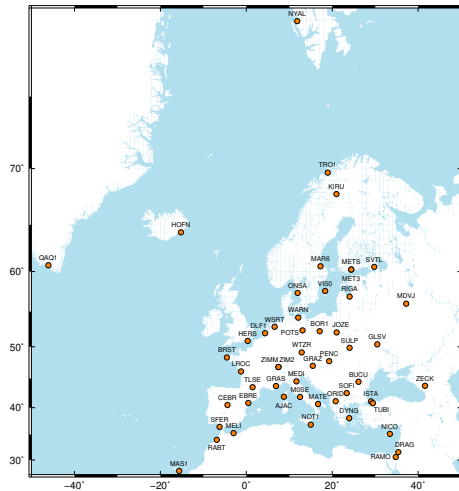 NYAL
70°
TRO1
KIRU
HOFN
QAQ1
MAR6
METS
SVTL
60°
MET3
ONSA
VIS0
RIGA
MDVJ
WARN
WSRT
DLF1
POTS
BOR1
JOZE
HERS
GLSV
50°
SULP
BRST
WTZR
PENC
LROC
ZIMM
ZIM2
GRAZ
TLSE
GRAS
MEDI
BUCU
SOFI
ZECK
CEBR
EBRE
M0SE
MATE
ORID
ISTA
40°
AJAC
TUBI
SFER
MELI
NOT1
DYNG
NICO
RABT
DRAG
MAS1
RAMO
30°
−40°
−20°
0°
20°
40°